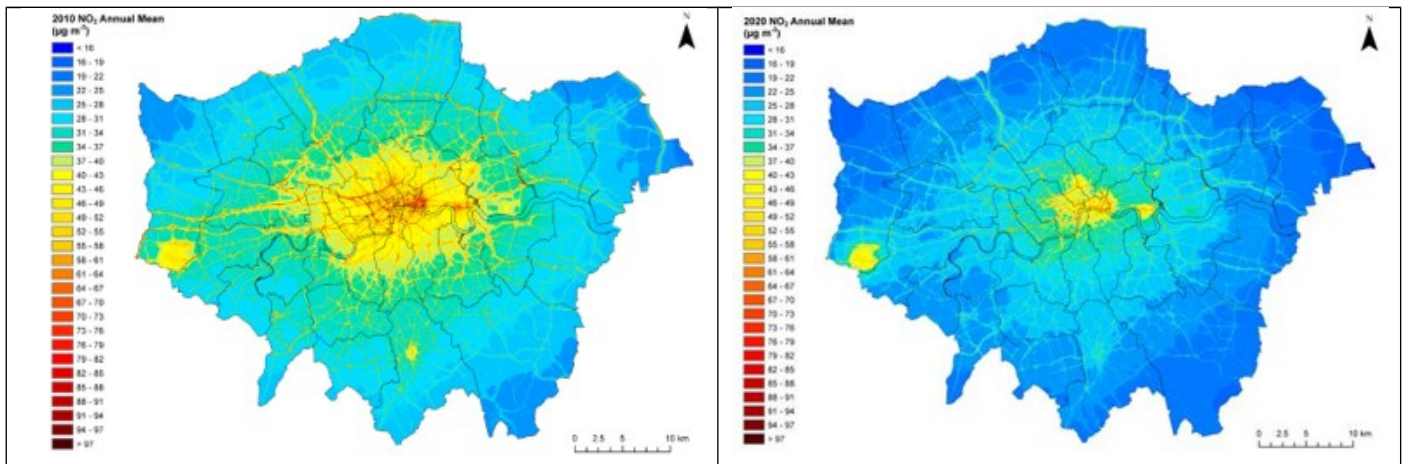 2010 NO₂ Annual Mean
(µg m⁻³)
< 16
16 - 19
19 - 22
22 - 25
25 - 28
28 - 31
31 - 34
34 - 37
37 - 40
40 - 43
43 - 46
46 - 49
49 - 52
52 - 55
55 - 58
58 - 61
61 - 64
64 - 67
67 - 70
70 - 73
73 - 76
76 - 79
79 - 82
82 - 85
85 - 88
88 - 91
91 - 94
94 - 97
> 97
N
0 2.5 5 10 km
2020 NO₂ Annual Mean
(µg m⁻³)
< 16
16 - 19
19 - 22
22 - 25
25 - 28
28 - 31
31 - 34
34 - 37
37 - 40
40 - 43
43 - 46
46 - 49
49 - 52
52 - 55
55 - 58
58 - 61
61 - 64
64 - 67
67 - 70
70 - 73
73 - 76
76 - 79
79 - 82
82 - 85
85 - 88
88 - 91
91 - 94
94 - 97
> 97
N
0 2.5 5 10 km